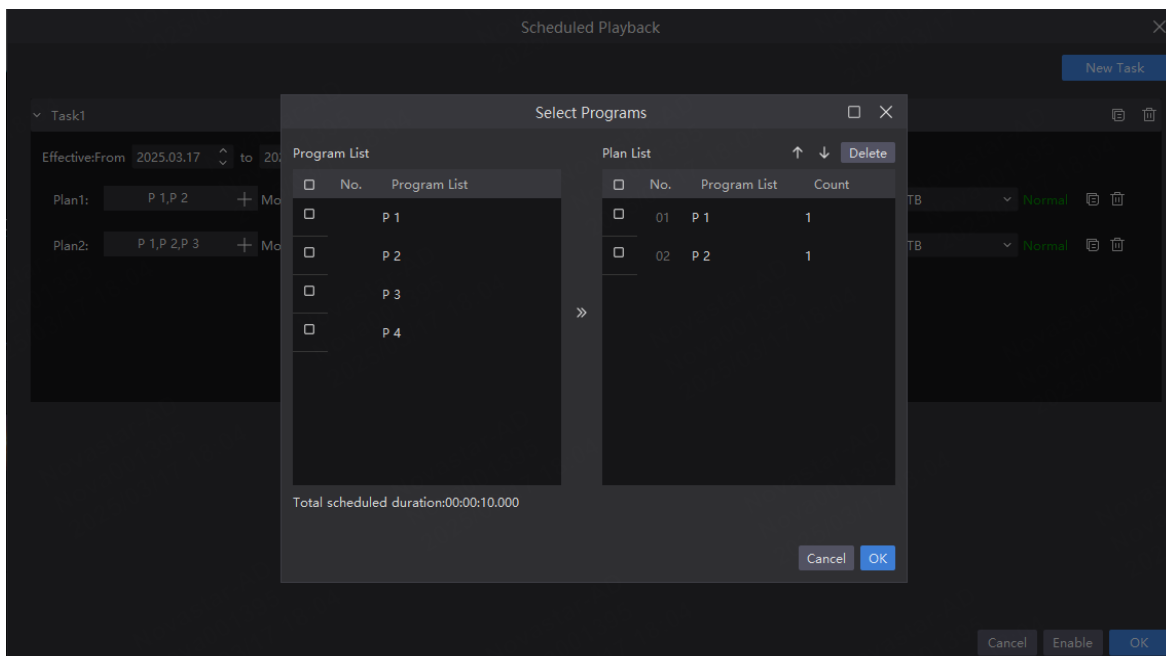 Scheduled Playback
New Task
Task1
Select Programs
Effective:From 2025.03.17 to 20
Program List
Plan List
Delete
No. Program List
No. Program List Count
P 1
P 2
P 3
P 4
01 P 1 1
02 P 2 1
Plan1: P 1,P 2 Mo
TB Normal
Plan2: P 1,P 2,P 3 Mo
TB Normal
Total scheduled duration:00:00:10.000
Cancel OK
Cancel Enable OK